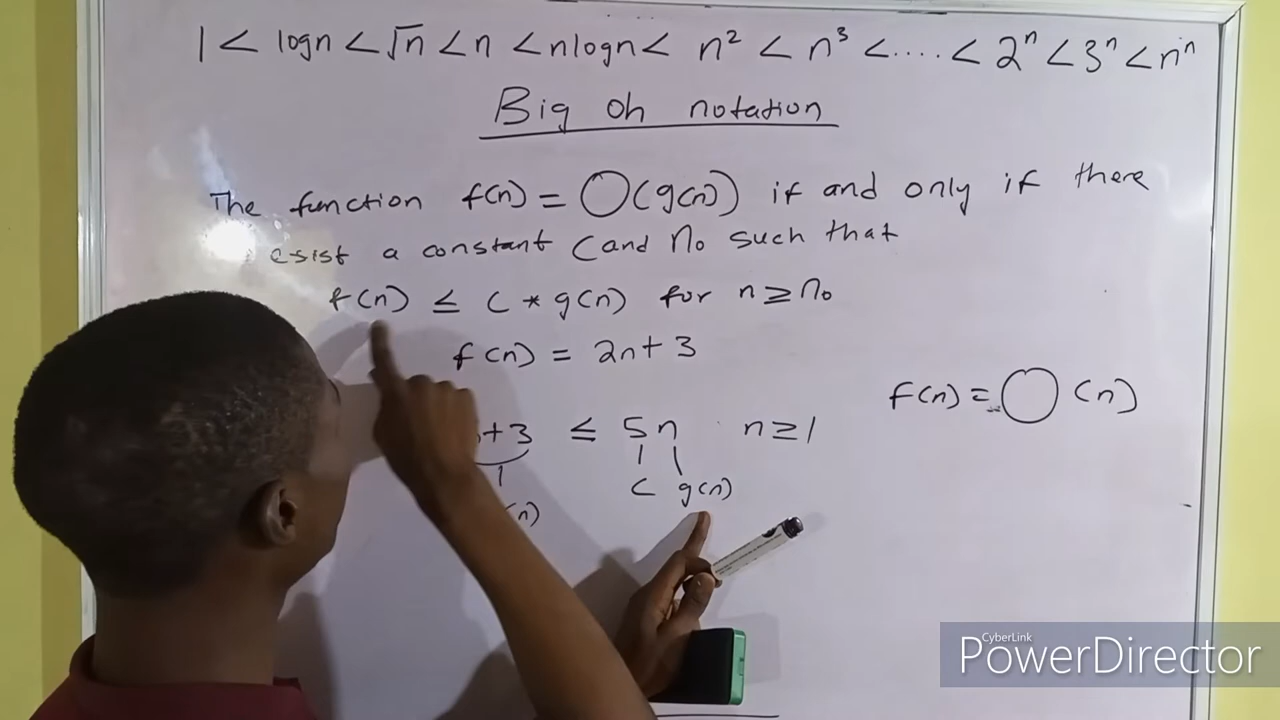 1 < logn < √n < n < nlogn < n² < n³ < .... < 2ⁿ < 3ⁿ < nⁿ
Big Oh notation
The function f(n) = O(g(n)) if and only if there
exist a constant C and n₀ such that
f(n) ≤ c * g(n) for n ≥ n₀
f(n) = 2n+3
f(n) = O(n)
+3 ≤ 5n n ≥ 1
C g(n)
(n)
CyberLink
PowerDirector